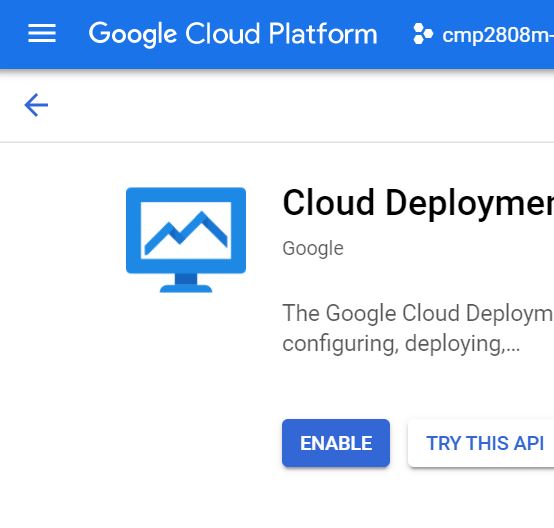 Google Cloud Platform
cmp2808m-
Cloud Deploymen
Google
The Google Cloud Deploym
configuring, deploying,...
ENABLE
TRY THIS API